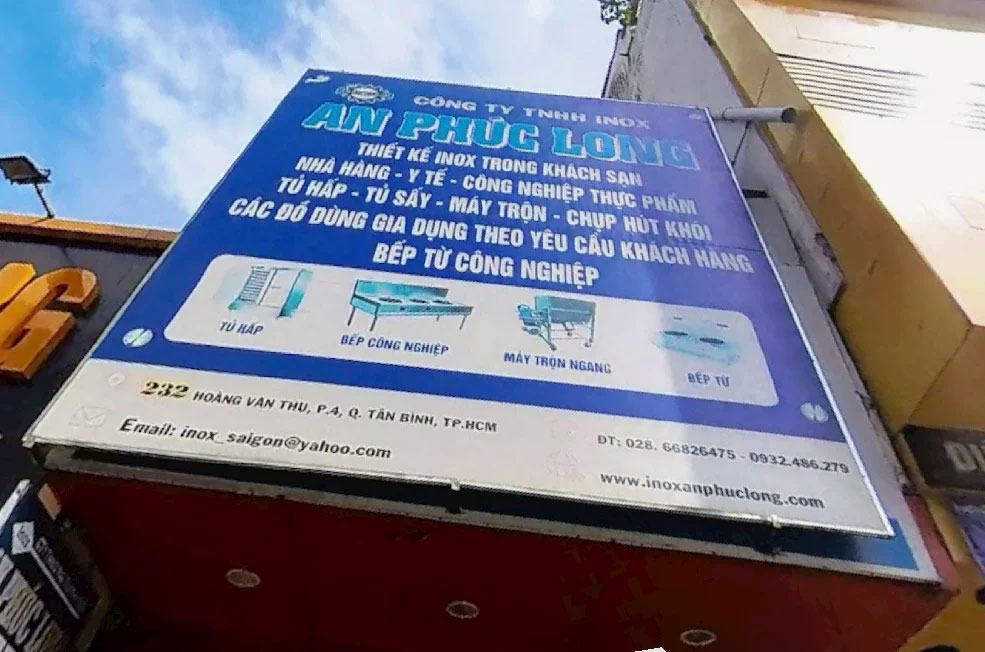 CÔNG TY TNHH INOX
AN PHÚC LONG
THIẾT KẾ INOX TRONG KHÁCH SẠN
NHÀ HÀNG - Y TẾ - CÔNG NGHIỆP THỰC PHẨM
TỦ HẤP - TỦ SẤY - MÁY TRỘN - CHỤP HÚT KHÓI
CÁC ĐỒ DÙNG GIA DỤNG THEO YÊU CẦU KHÁCH HÀNG
BẾP TỪ CÔNG NGHIỆP
TỦ HẤP
BẾP CÔNG NGHIỆP
MÁY TRỘN NGANG
BẾP TỪ
232 HOÀNG VĂN THỤ, P.4, Q. TÂN BÌNH, TP.HCM
Email: inox_saigon@yahoo.com
ĐT: 028. 66826475 - 0932.486.279
www.inoxanphuclong.com